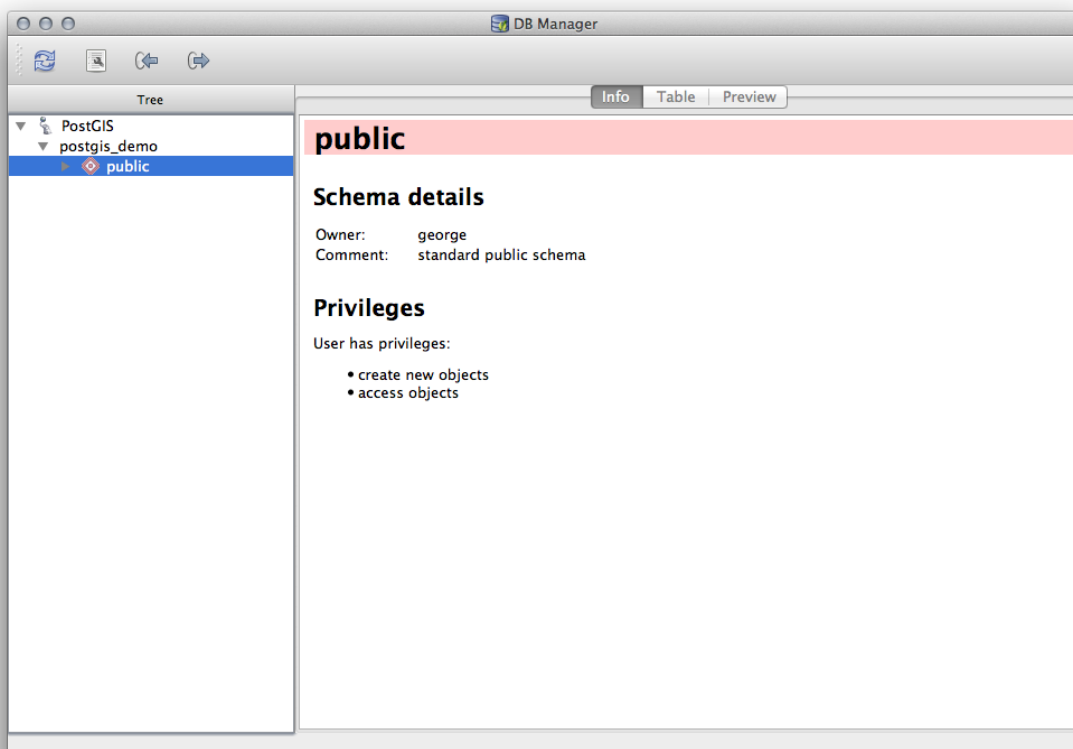 DB Manager
Tree
Info Table Preview
PostGIS
postgis_demo
public
public
Schema details
Owner: george
Comment: standard public schema
Privileges
User has privileges:
• create new objects
• access objects